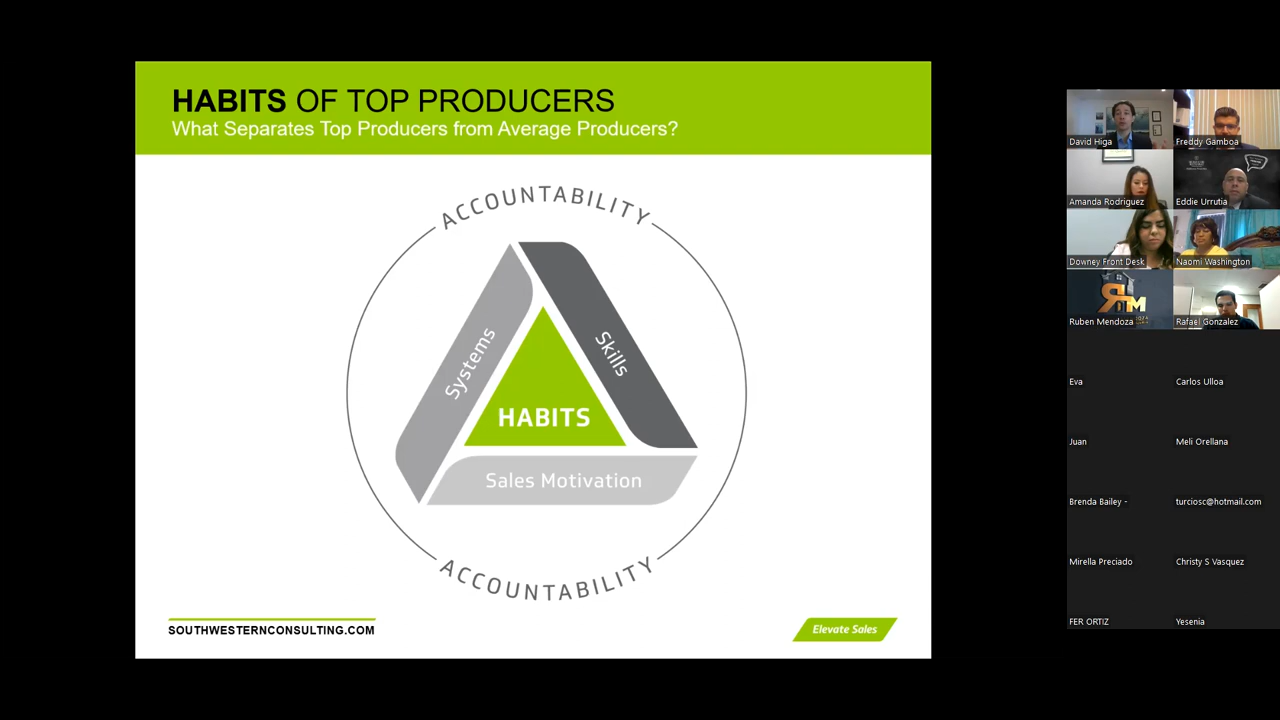 HABITS OF TOP PRODUCERS
What Separates Top Producers from Average Producers?
ACCOUNTABILITY
Systems
Skills
HABITS
Sales Motivation
ACCOUNTABILITY
SOUTHWESTERNCONSULTING.COM
Elevate Sales
David Higa
Freddy Gamboa
Amanda Rodriguez
Eddie Urrutia
Downey Front Desk
Naomi Washington
Ruben Mendoza
Rafael Gonzalez
Eva
Carlos Ulloa
Juan
Meli Orellana
Brenda Bailey -
turciosc@hotmail.com
Mirella Preciado
Christy S Vasquez
FER ORTIZ
Yesenia